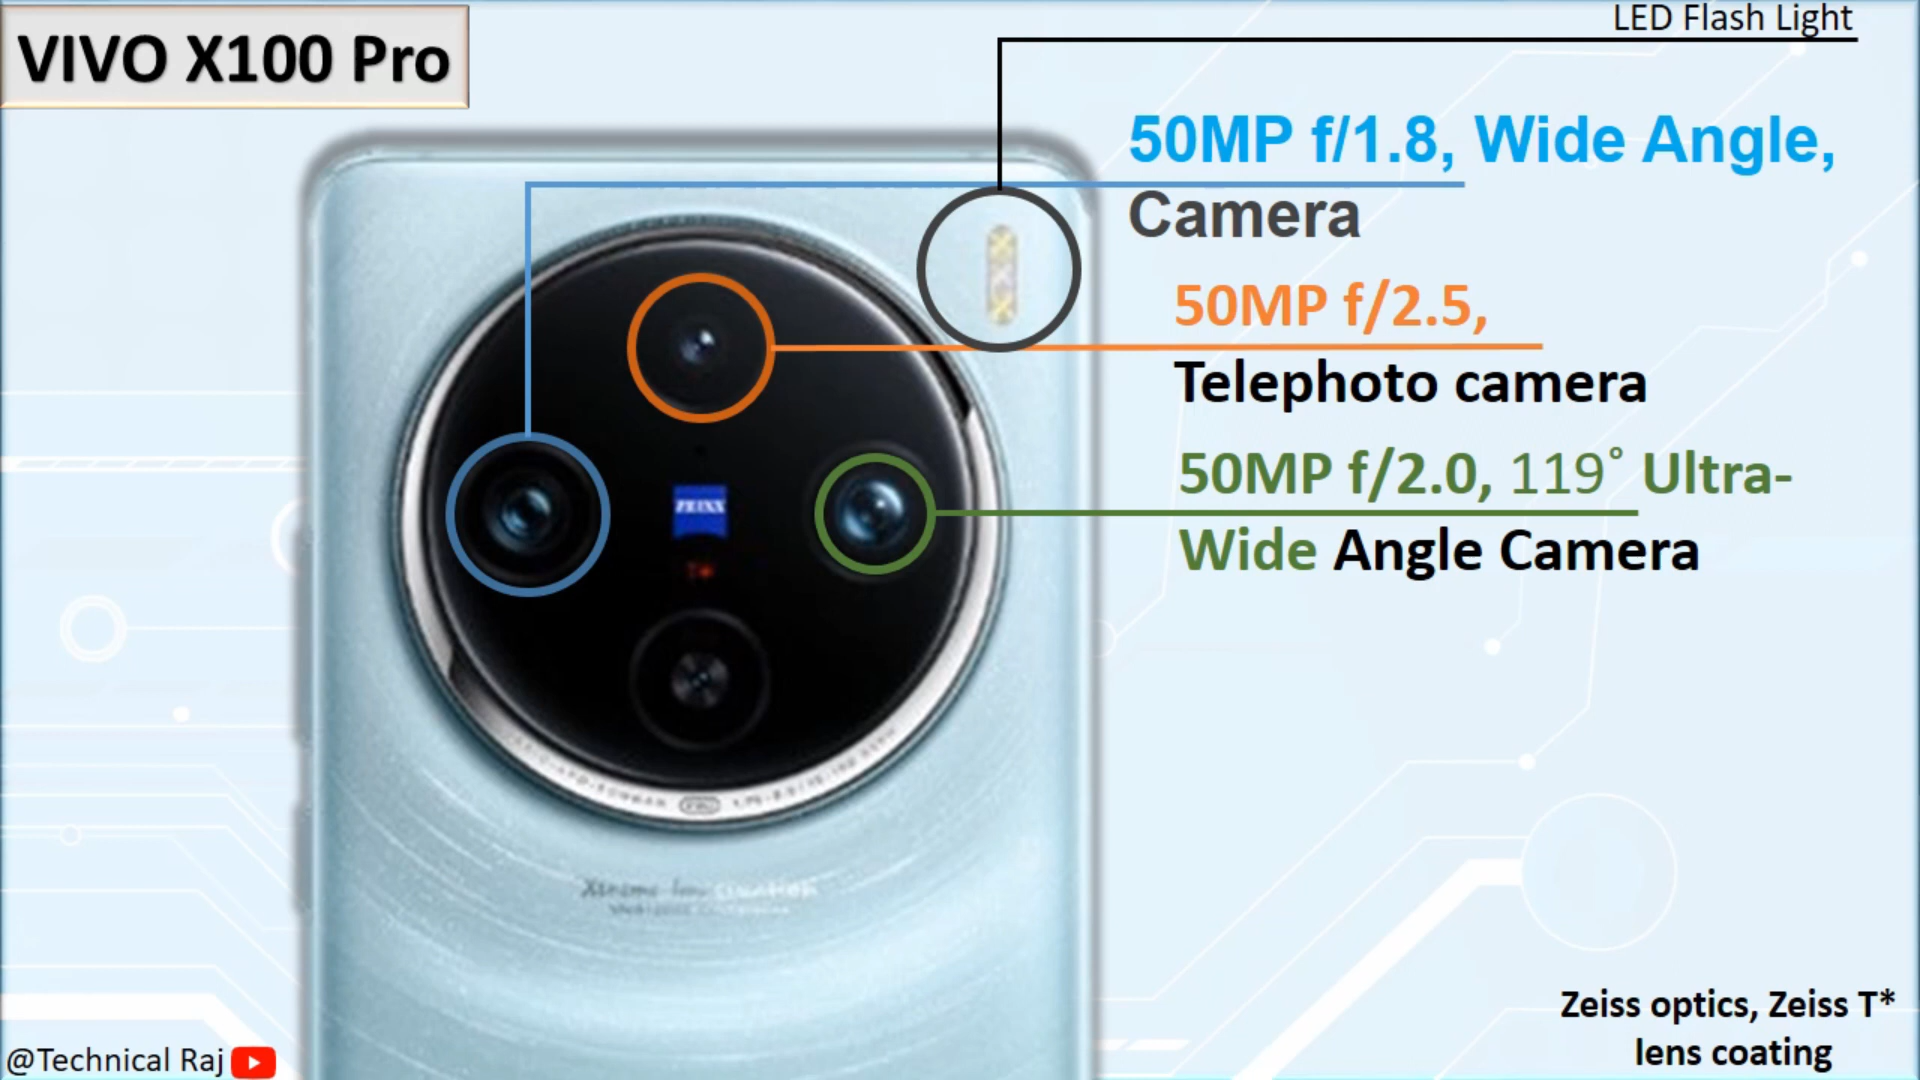 LED Flash Light
VIVO X100 Pro
50MP f/1.8, Wide Angle,
Camera
50MP f/2.5,
Telephoto camera
50MP f/2.0, 119° Ultra-
Wide Angle Camera
ZEISS
T*
Zeiss optics, Zeiss T*
lens coating
@Technical Raj